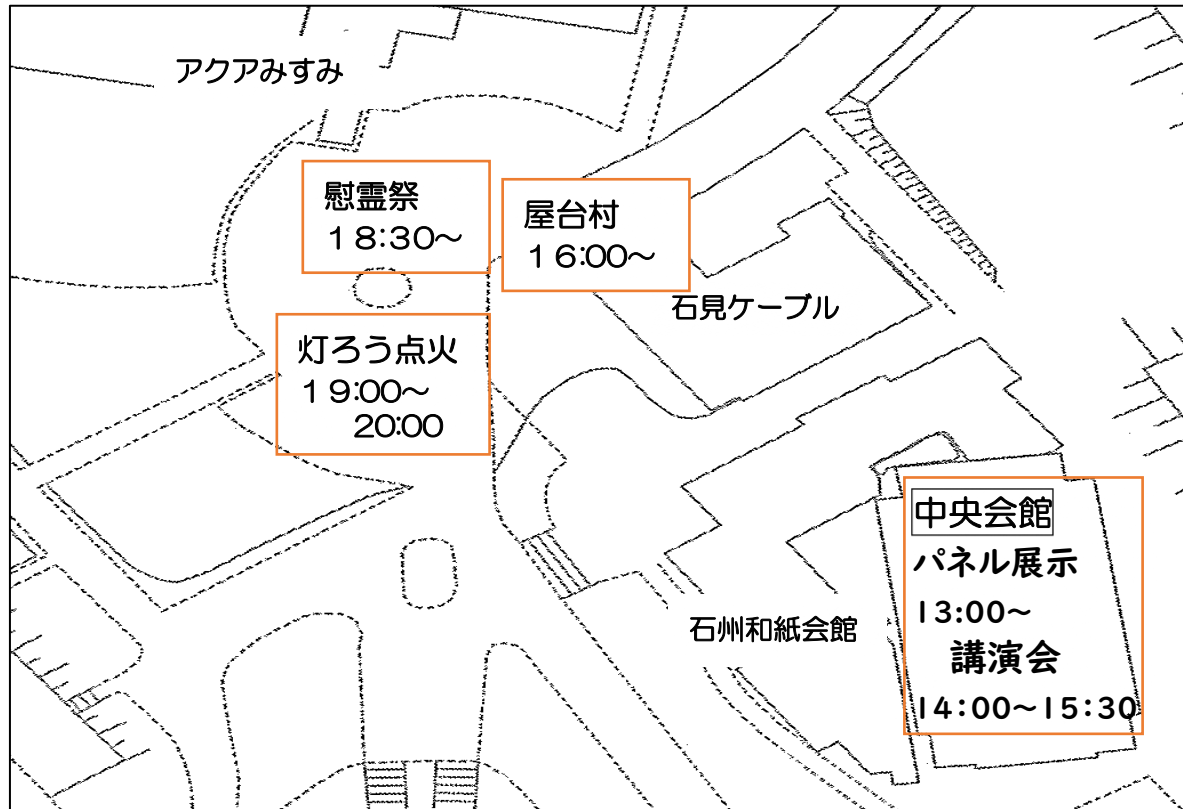 アクアみすみ
慰霊祭
１８:３０～
屋台村
１６:００～
石見ケーブル
灯ろう点火
１９:００～
２０:００
中央会館
パネル展示
13:00～
講演会
14:00～15:30
石州和紙会館